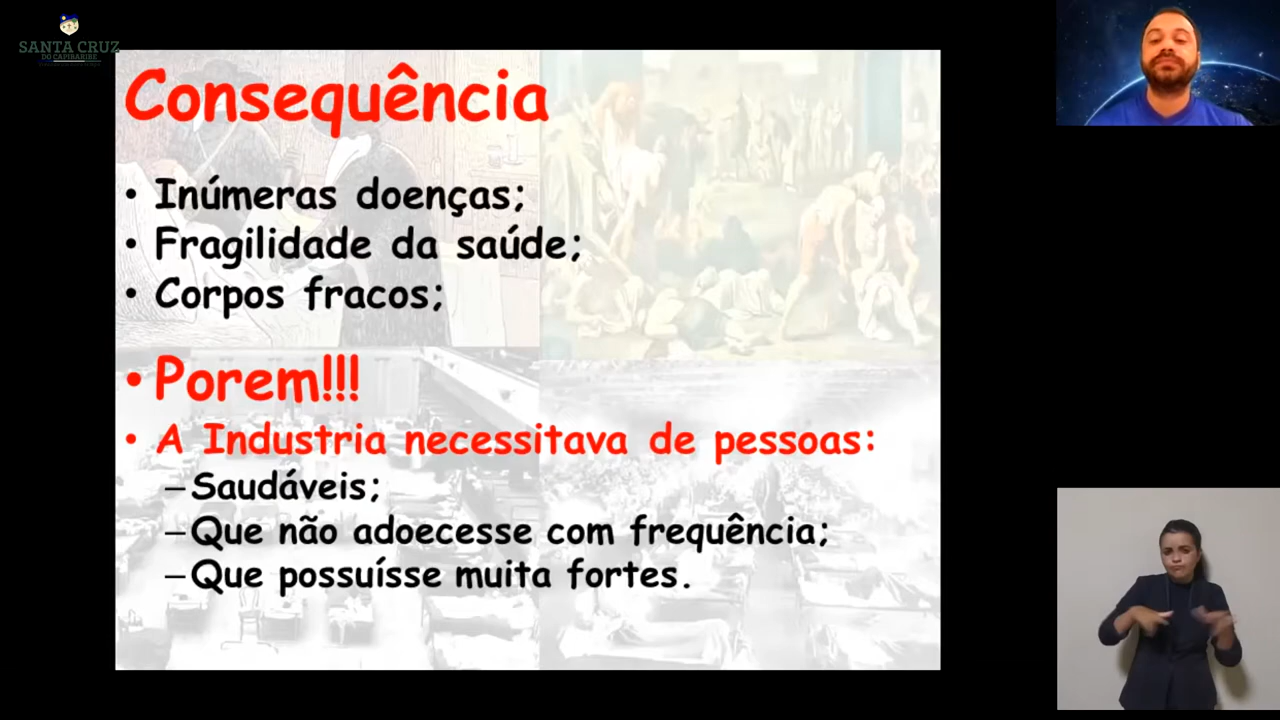 SANTA CRUZ
DO CAPIBARIBE
Consequência
• Inúmeras doenças;
• Fragilidade da saúde;
• Corpos fracos;
• Porem!!!
• A Industria necessitava de pessoas:
–Saudáveis;
–Que não adoecesse com frequência;
–Que possuísse muita fortes.